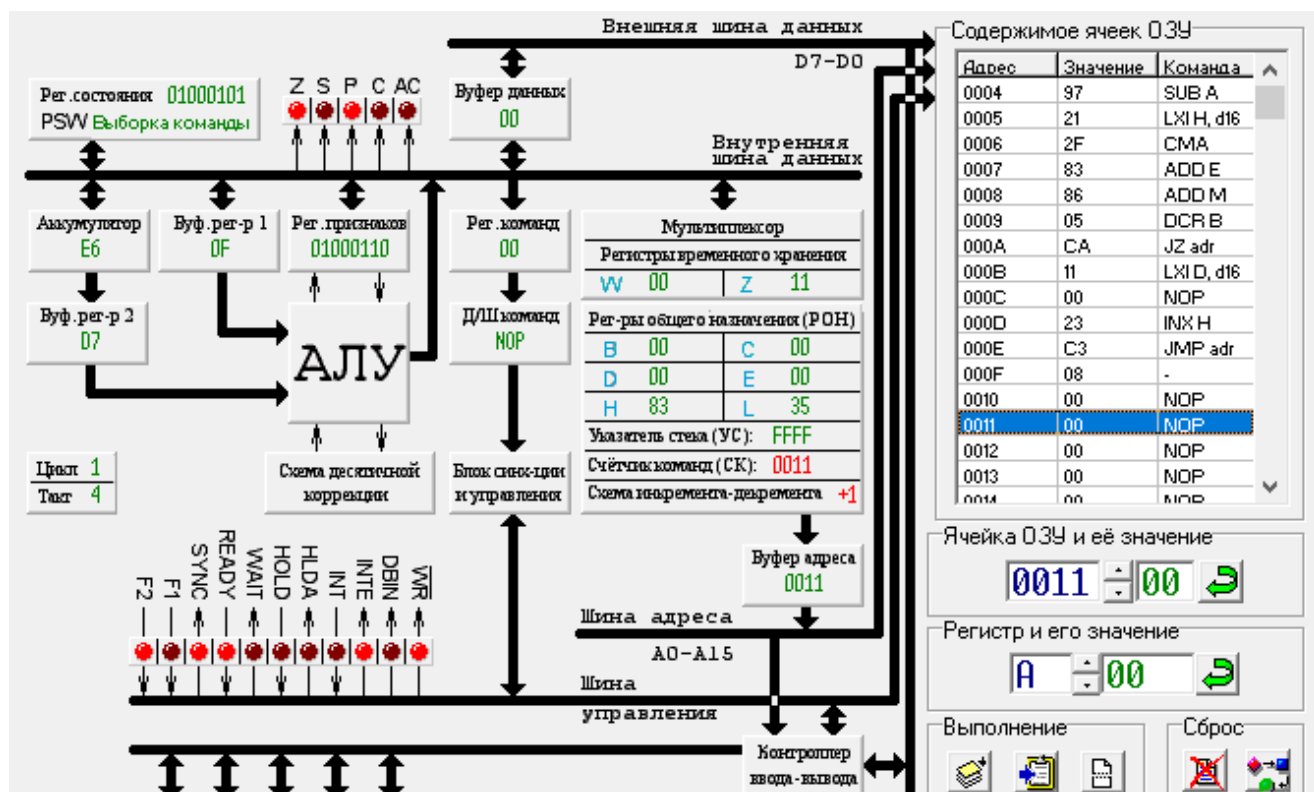 Внешняя шина данных
D7-D0
Рег.состояния 01000101
PSW Выборка команды
Z S P C AC
Буфер данных
00
Внутренняя
шина данных
Аккумулятор
E6
Буф.рег-р 1
0F
Рег.признаков
01000110
Рег.команд
00
Мультиплексор
Регистры временного хранения
W 00 Z 11
Буф.рег-р 2
D7
АЛУ
Д/Ш команд
NOP
Рег-ры общего назначения (РОН)
B 00 C 00
D 00 E 00
H 83 L 35
Указатель стека (УС): FFFF
Счётчик команд (СК): 0011
Схема инкремента-декремента +1
Цикл 1
Такт 4
Схема десятичной
коррекции
Блок синх-ции
и управления
Буфер адреса
0011
F2 F1 SYNC READY WAIT HOLD HLDA INT INTE DBIN WR
Шина адреса
A0-A15
Шина
управления
Контроллер
ввода-вывода
Содержимое ячеек ОЗУ
Адрес Значение Команда
0004 97 SUB A
0005 21 LXI H, d16
0006 2F CMA
0007 83 ADD E
0008 86 ADD M
0009 05 DCR B
000A CA JZ adr
000B 11 LXI D, d16
000C 00 NOP
000D 23 INX H
000E C3 JMP adr
000F 08 -
0010 00 NOP
0011 00 NOP
0012 00 NOP
0013 00 NOP
0014 00 NOP
Ячейка ОЗУ и её значение
0011 00
Регистр и его значение
A 00
Выполнение
Сброс